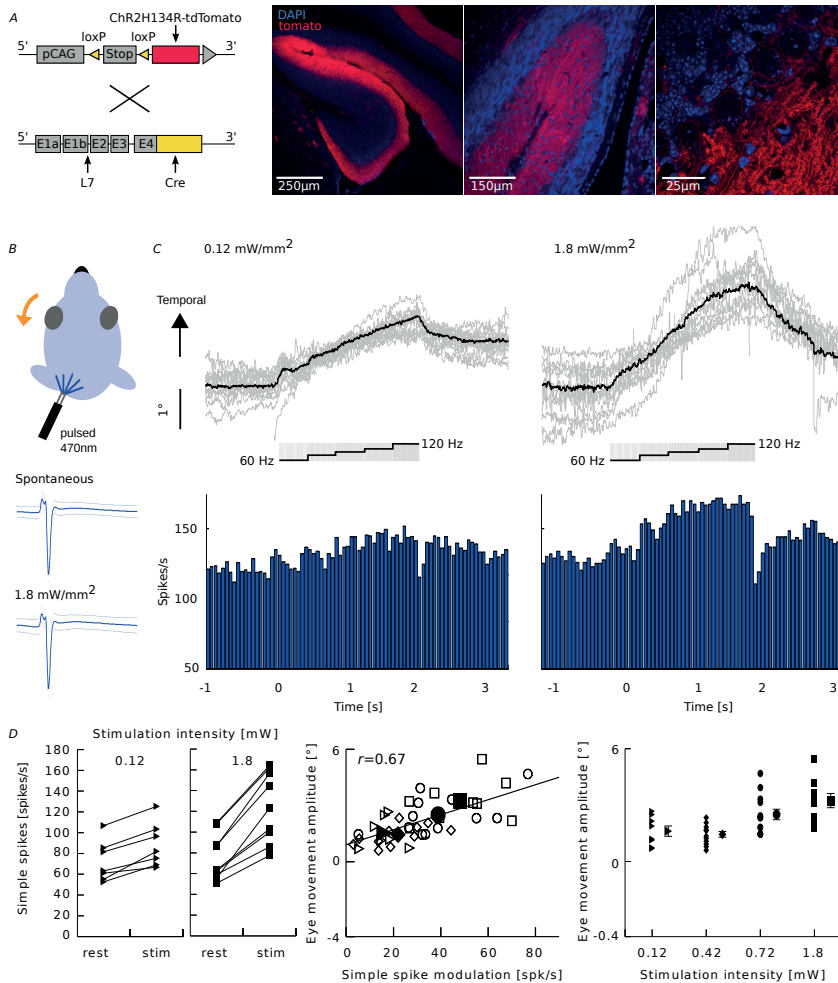 A
ChR2H134R-tdTomato
loxP loxP
5' pCAG Stop 3'
5' E1a E1b E2 E3 E4 3'
L7 Cre
DAPI
tomato
250µm
150µm
25µm
B
pulsed
470nm
Spontaneous
1.8 mW/mm2
C
0.12 mW/mm2
1.8 mW/mm2
Temporal
1°
60 Hz 120 Hz
60 Hz 120 Hz
Spikes/s
150
100
50
-1 0 1 2 3
Time [s]
-1 0 1 2 3
Time [s]
D
Stimulation intensity [mW]
0.12 1.8
Simple spikes [spikes/s]
180
160
140
120
100
80
60
40
20
0
rest stim rest stim
r=0.67
Eye movement amplitude [°]
6
0
-4
0 20 40 60 80
Simple spike modulation [spk/s]
Eye movement amplitude [°]
6
0
-0.4
0.12 0.42 0.72 1.8
Stimulation intensity [mW]